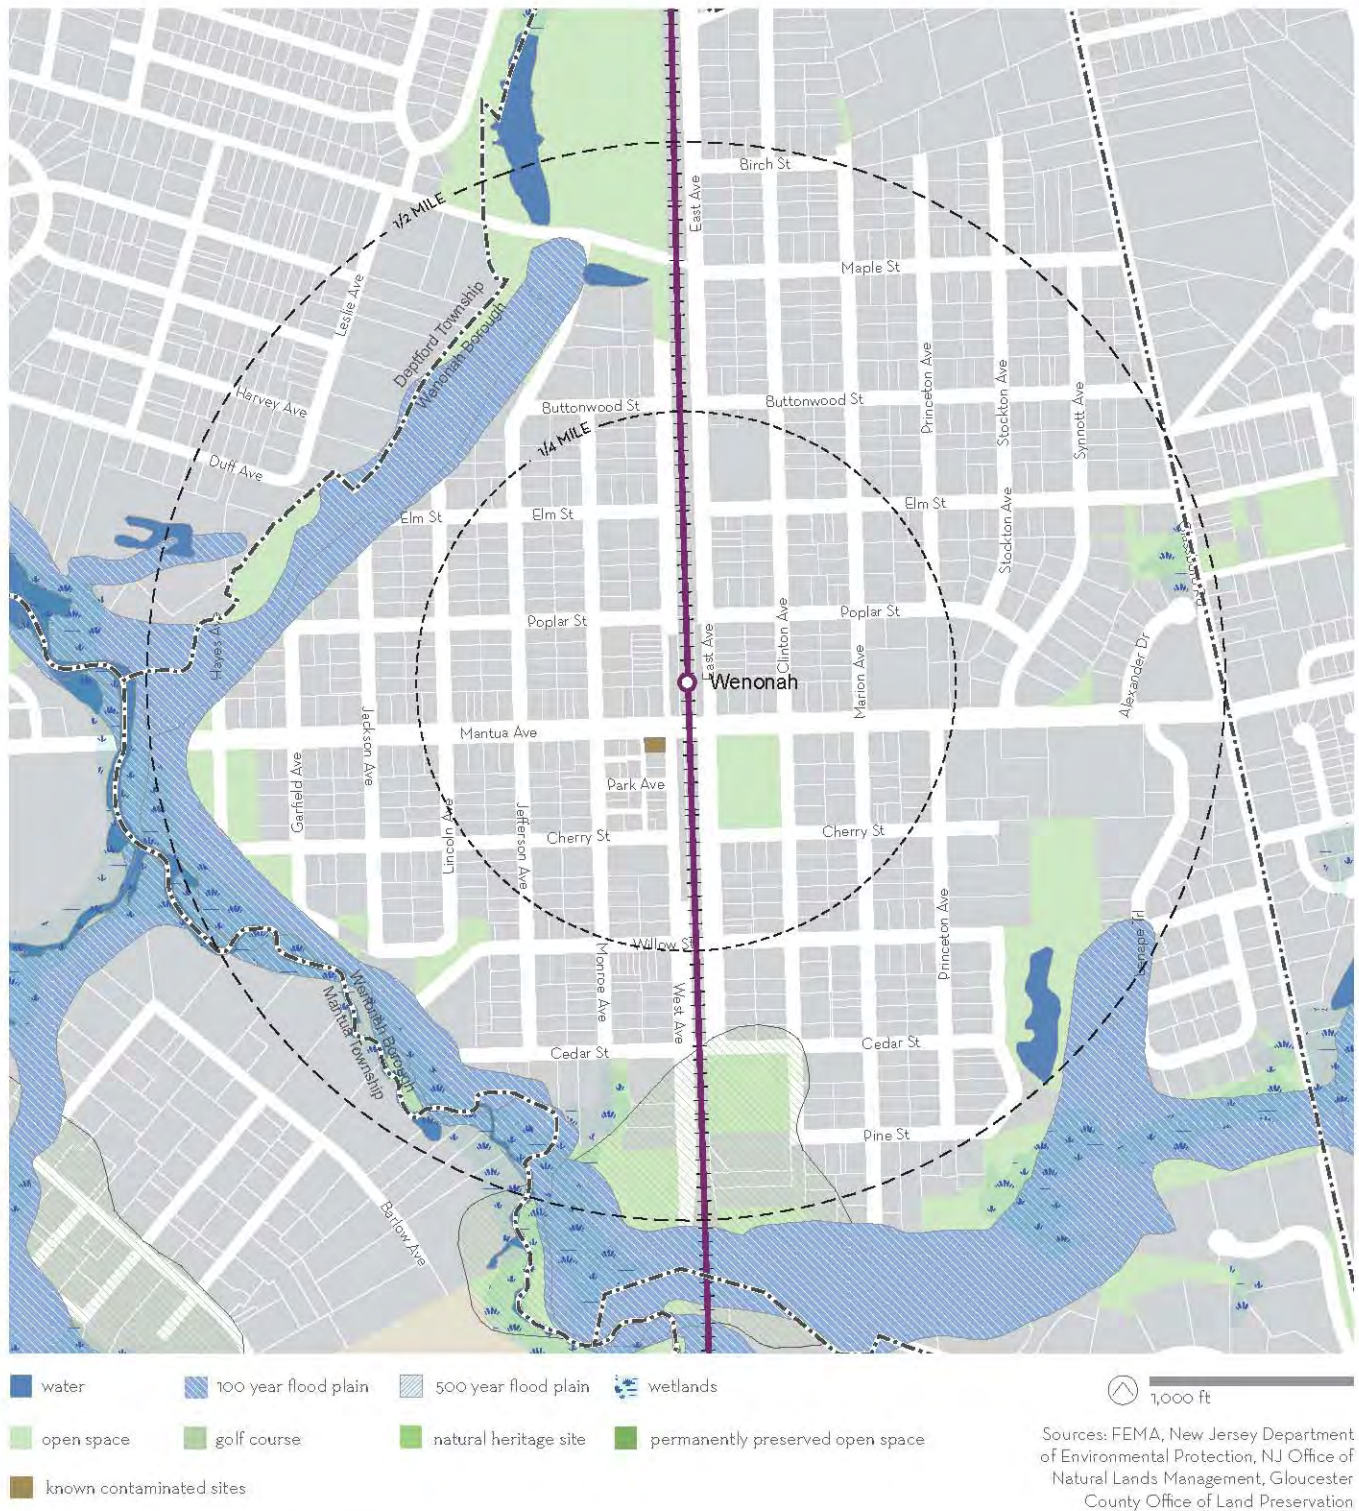 Birch St
East Ave
1/2 MILE
Maple St
Leslie Ave
Deptford Township
Wenonah Borough
Princeton Ave
Stockton Ave
Synnott Ave
Harvey Ave
Buttonwood St
Buttonwood St
1/4 MILE
Duff Ave
Elm St
Elm St
Elm St
Stockton Ave
Poplar St
Poplar St
Hayes A
East Ave
Clinton Ave
Marion Ave
Alexander Dr
Wenonah
Mantua Ave
Jackson Ave
Garfield Ave
Park Ave
Lincoln Ave
Jefferson Ave
Cherry St
Cherry St
Princeton Ave
Willow St
Monroe Ave
West Ave
Lenape Trl
Wenonah Borough
Mantua Township
Cedar St
Cedar St
Pine St
Barlow Ave
water
100 year flood plain
500 year flood plain
wetlands
1,000 ft
open space
golf course
natural heritage site
permanently preserved open space
known contaminated sites
Sources: FEMA, New Jersey Department
of Environmental Protection, NJ Office of
Natural Lands Management, Gloucester
County Office of Land Preservation